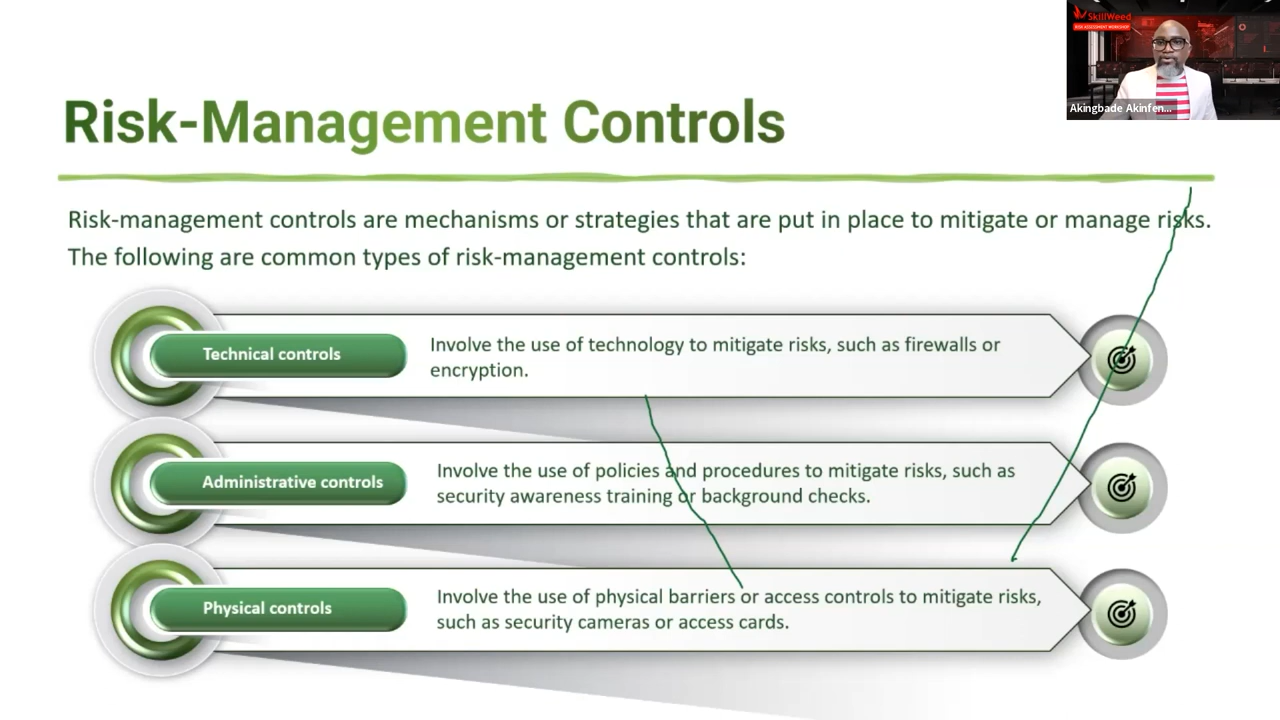 SkillWeed
RISK ASSESSMENT WORKSHOP
Akingbade Akinfen...
Risk-Management Controls
Risk-management controls are mechanisms or strategies that are put in place to mitigate or manage risks.
The following are common types of risk-management controls:
Technical controls
Involve the use of technology to mitigate risks, such as firewalls or
encryption.
Administrative controls
Involve the use of policies and procedures to mitigate risks, such as
security awareness training or background checks.
Physical controls
Involve the use of physical barriers or access controls to mitigate risks,
such as security cameras or access cards.